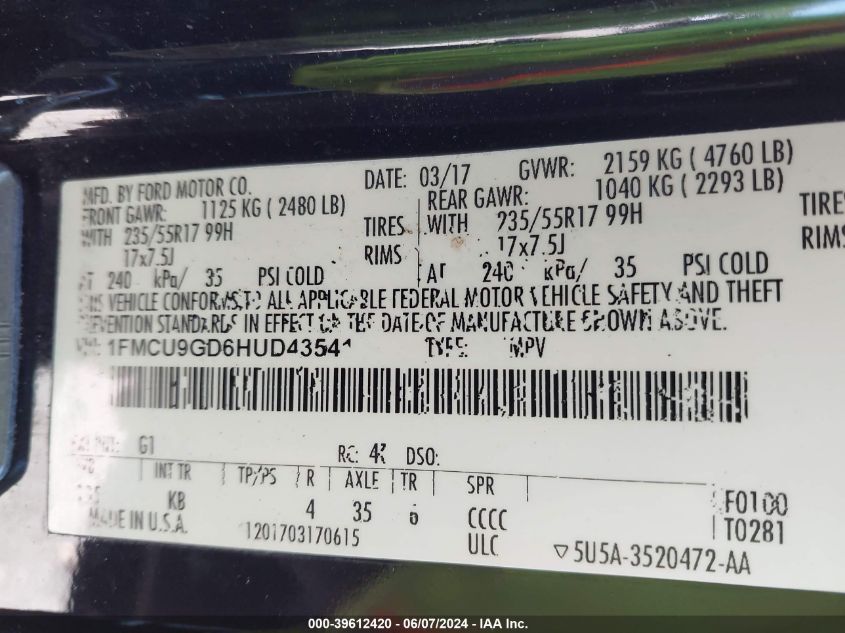 MFD. BY FORD MOTOR CO. DATE: 03/17 GVWR: 2159 KG ( 4760 LB)
FRONT GAWR: 1125 KG ( 2480 LB) REAR GAWR: 1040 KG ( 2293 LB)
WITH 235/55R17 99H TIRES WITH 235/55R17 99H TIRES
17x7.5J RIMS 17x7.5J RIMS
AT 240 kPa/ 35 PSI COLD AT 240 kPa/ 35 PSI COLD
THIS VEHICLE CONFORMS TO ALL APPLICABLE FEDERAL MOTOR VEHICLE SAFETY AND THEFT
PREVENTION STANDARDS IN EFFECT ON THE DATE OF MANUFACTURE SHOWN ABOVE.
VIN: TYPE: MPV
G1 RC: DSO:
INT TR TP/PS R AXLE TR SPR
KB 4 35 6 CCCC
MADE IN U.S.A. 1201703170615 ULC
F0100
T0281
▽5U5A-3520472-AA
000-39612420 - 06/07/2024 - IAA Inc.